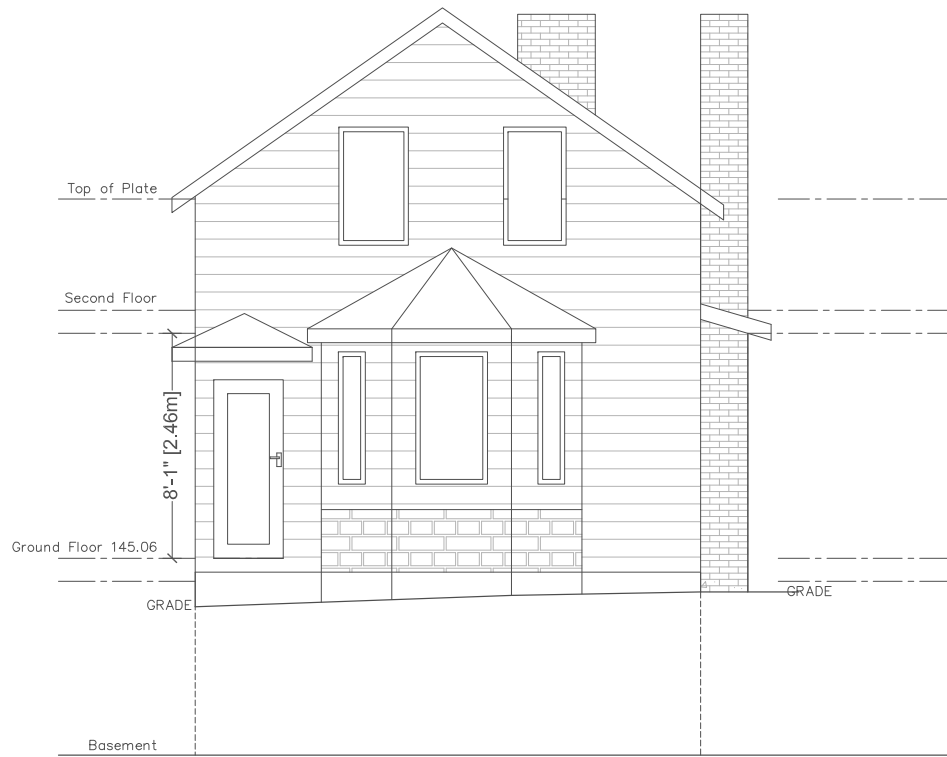 Top of Plate
Second Floor
8'-1" [2.46m]
Ground Floor 145.06
GRADE
GRADE
Basement